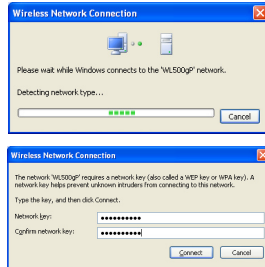 Wireless Network Connection
Please wait while Windows connects to the 'WL500gP' network.
Detecting network type...
Cancel
Wireless Network Connection
The network 'WL500gP' requires a network key (also called a WEP key or WPA key). A
network key helps prevent unknown intruders from connecting to this network.
Type the key, and then click Connect.
Network key: ••••••••••
Confirm network key: ••••••••••
Connect Cancel